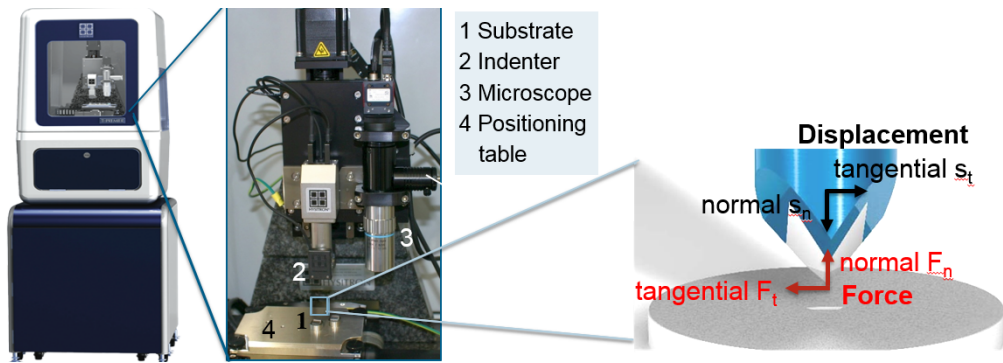 1 Substrate
2 Indenter
3 Microscope
4 Positioning
table
3
2
1
4
Displacement
tangential sₜ
normal sₙ
normal Fₙ
tangential Fₜ
Force